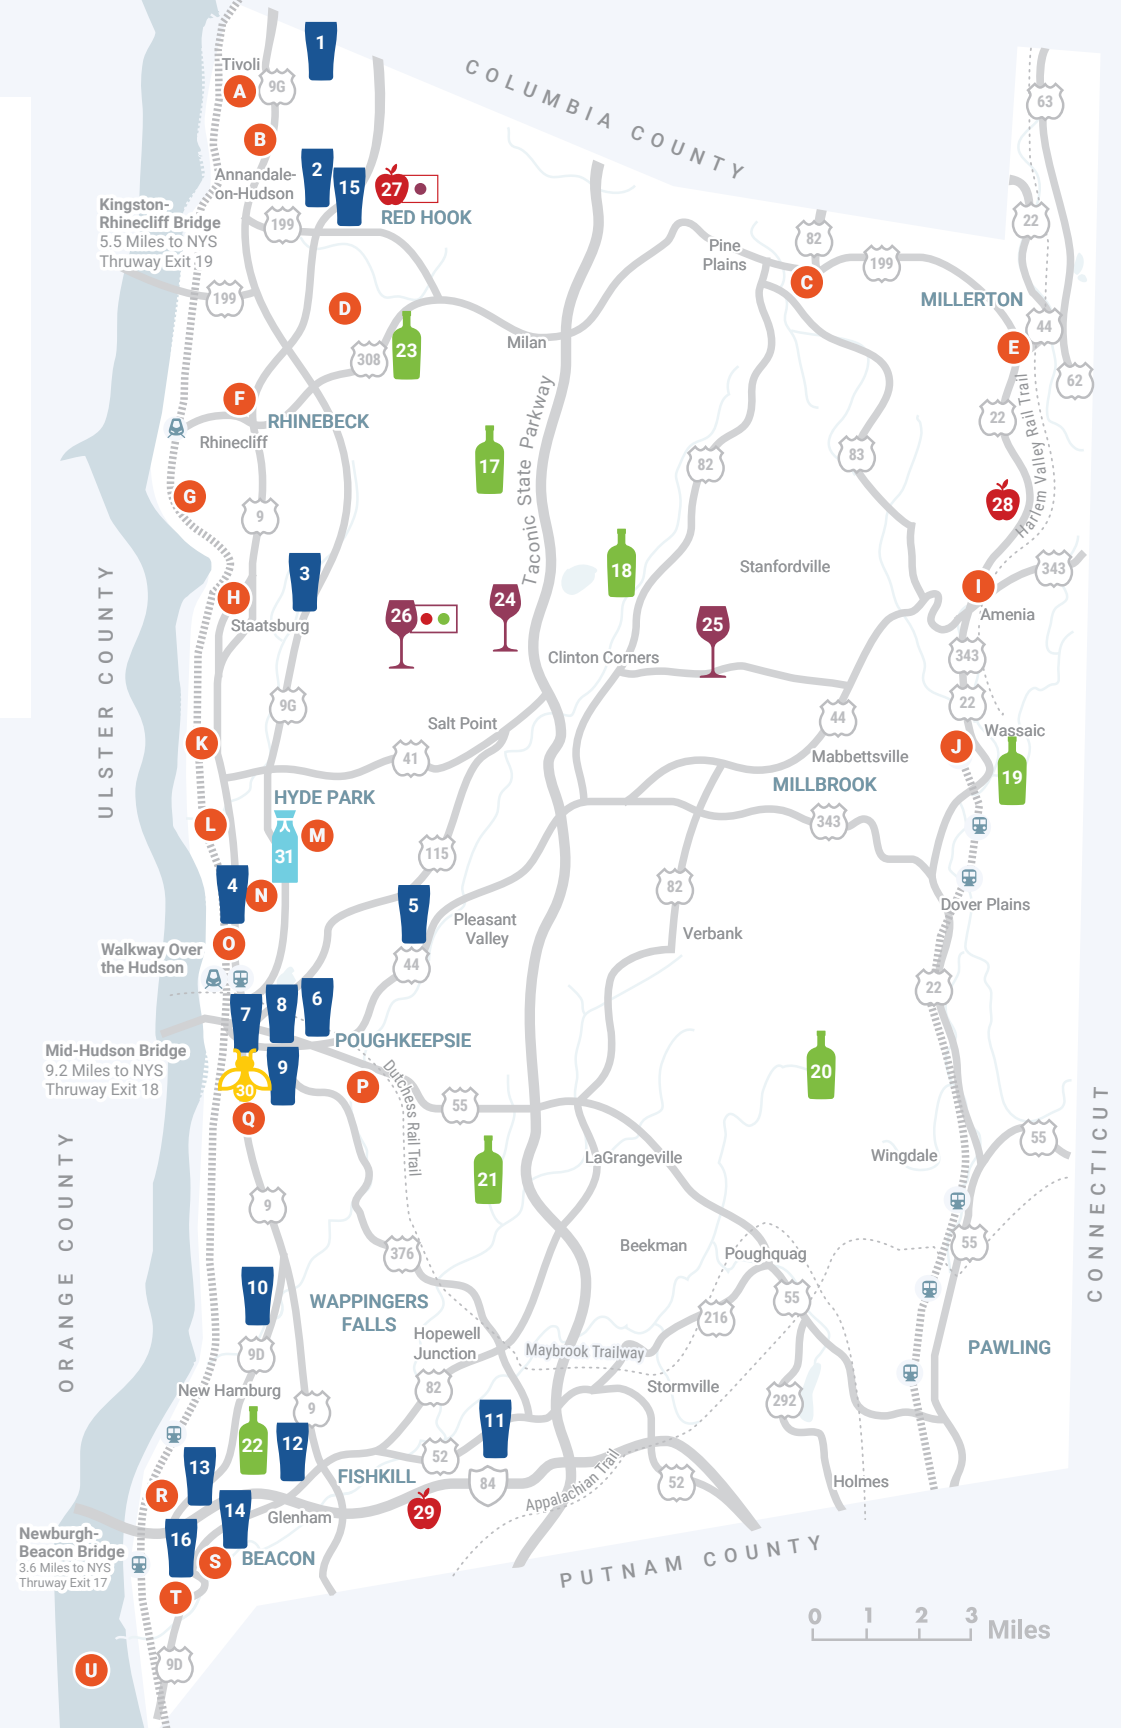 1
COLUMBIA COUNTY
Tivoli
A
9G
63
B
2
15
27
RED HOOK
Annandale-
on-Hudson
199
Kingston-
Rhinecliff Bridge
5.5 Miles to NYS
Thruway Exit 19
199
Pine
Plains
82
199
C
22
MILLERTON
44
E
62
D
308
23
Milan
F
RHINEBECK
Rhinecliff
17
Taconic State Parkway
82
83
22
Harlem Valley Rail Trail
G
9
28
343
3
H
Staatsburg
18
Stanfordville
I
Amenia
26
24
25
Clinton Corners
343
9G
22
44
Wassaic
J
19
ULSTER COUNTY
K
Salt Point
41
Mabbettsville
MILLBROOK
HYDE PARK
L
31
M
343
115
4
N
5
82
Dover Plains
Pleasant
Valley
Verbank
O
Walkway Over
the Hudson
44
22
7
8
6
POUGHKEEPSIE
Mid-Hudson Bridge
9.2 Miles to NYS
Thruway Exit 18
30
9
P
Dutchess Rail Trail
55
20
Q
55
CONNECTICUT
ORANGE COUNTY
21
LaGrangeville
Wingdale
9
376
Beekman
Poughquag
55
10
WAPPINGERS
FALLS
55
216
Hopewell
Junction
Maybrook Trailway
PAWLING
9D
New Hamburg
82
Stormville
292
9
22
12
11
52
13
FISHKILL
84
52
Holmes
R
14
Glenham
29
Appalachian Trail
16
Newburgh-
Beacon Bridge
3.6 Miles to NYS
Thruway Exit 17
S
BEACON
T
PUTNAM COUNTY
0 1 2 3 Miles
U
9D